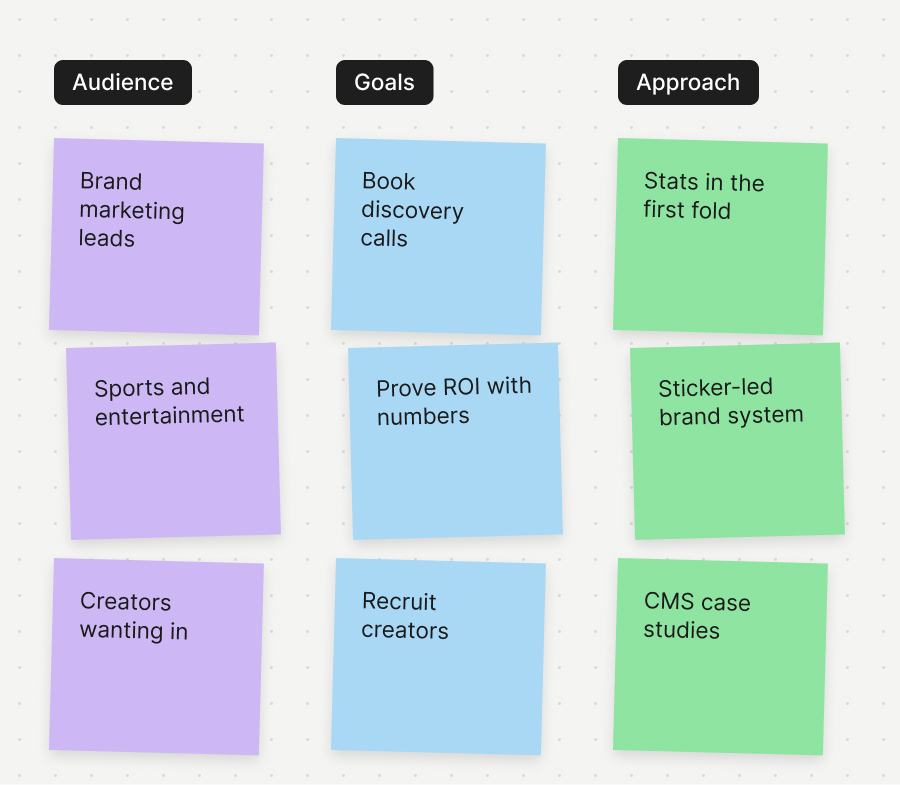 Audience
Goals
Approach
Brand
marketing
leads
Book
discovery
calls
Stats in the
first fold
Sports and
entertainment
Prove ROI with
numbers
Sticker-led
brand system
Creators
wanting in
Recruit
creators
CMS case
studies